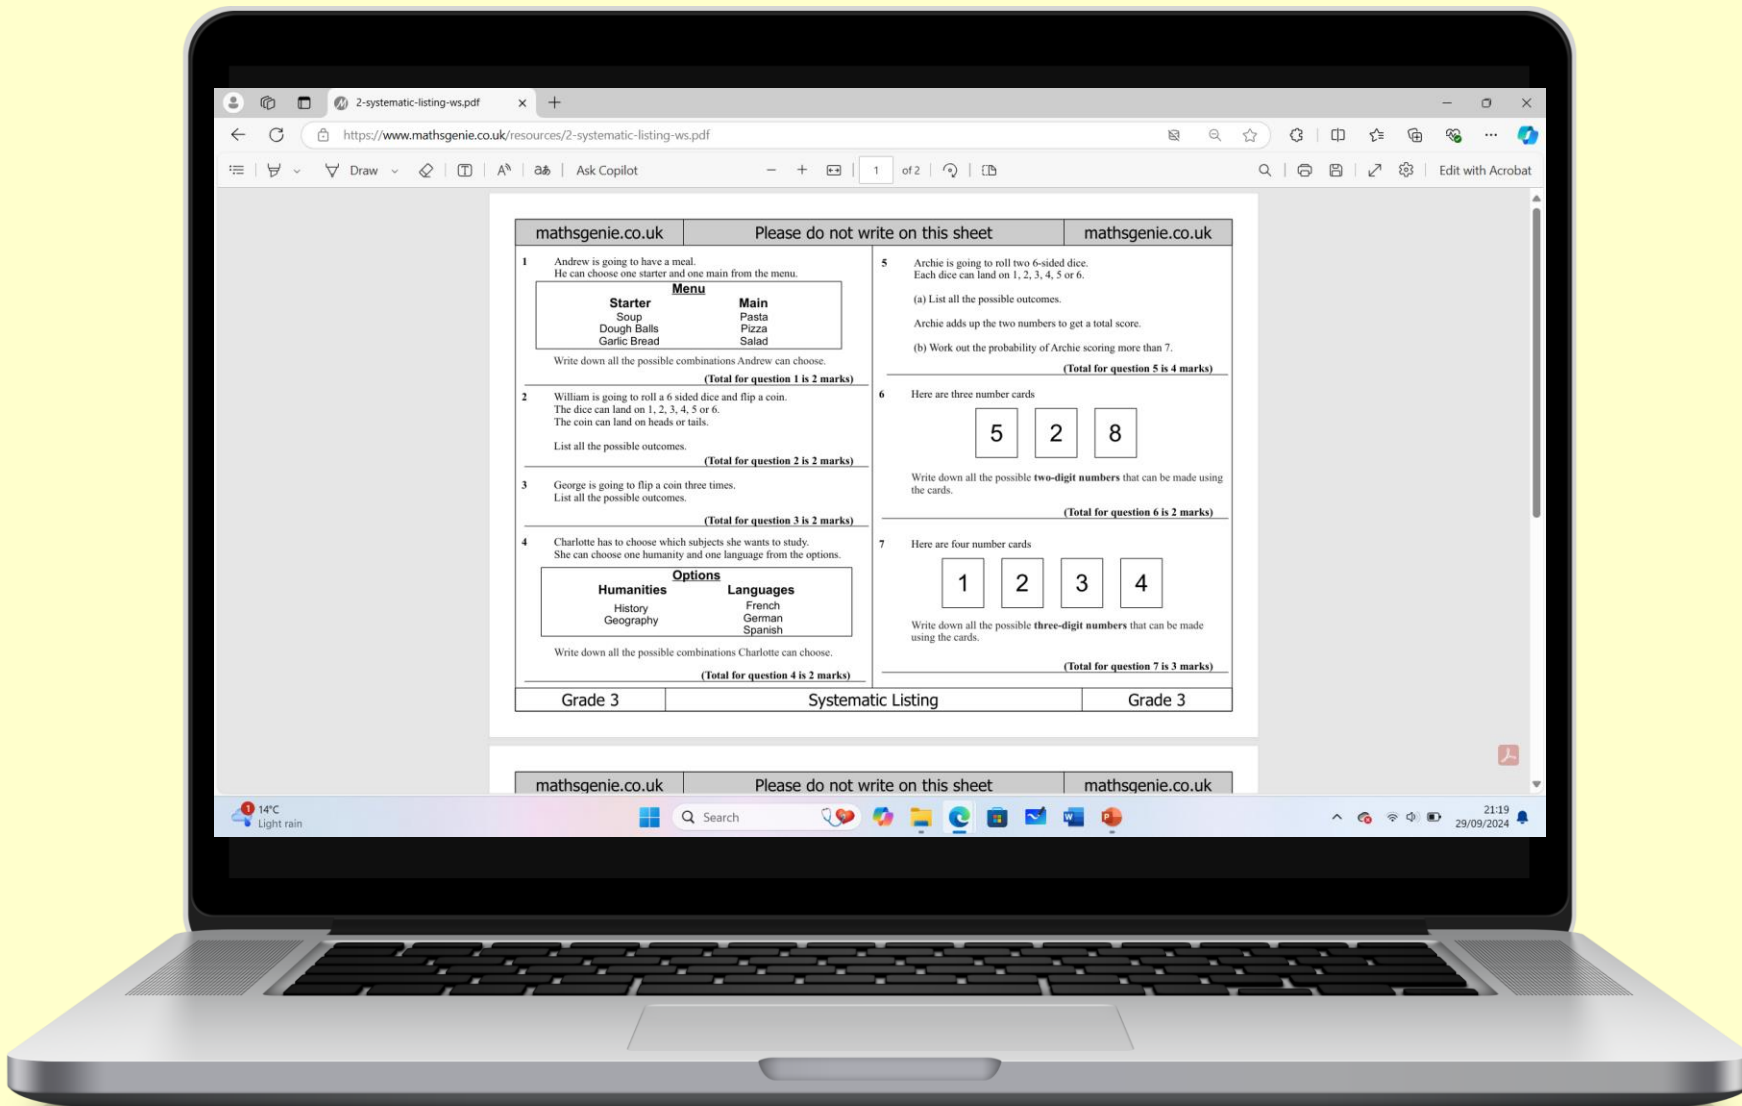 2-systematic-listing-ws.pdf
https://www.mathsgenie.co.uk/resources/2-systematic-listing-ws.pdf
Draw
Ask Copilot
1 of 2
Edit with Acrobat
mathsgenie.co.uk Please do not write on this sheet mathsgenie.co.uk
1 Andrew is going to have a meal.
He can choose one starter and one main from the menu.
Menu
Starter Main
Soup Pasta
Dough Balls Pizza
Garlic Bread Salad
Write down all the possible combinations Andrew can choose.
(Total for question 1 is 2 marks)
2 William is going to roll a 6 sided dice and flip a coin.
The dice can land on 1, 2, 3, 4, 5 or 6.
The coin can land on heads or tails.
List all the possible outcomes.
(Total for question 2 is 2 marks)
3 George is going to flip a coin three times.
List all the possible outcomes.
(Total for question 3 is 2 marks)
4 Charlotte has to choose which subjects she wants to study.
She can choose one humanity and one language from the options.
Options
Humanities Languages
History French
Geography German
Spanish
Write down all the possible combinations Charlotte can choose.
(Total for question 4 is 2 marks)
5 Archie is going to roll two 6-sided dice.
Each dice can land on 1, 2, 3, 4, 5 or 6.
(a) List all the possible outcomes.
Archie adds up the two numbers to get a total score.
(b) Work out the probability of Archie scoring more than 7.
(Total for question 5 is 4 marks)
6 Here are three number cards
5 2 8
Write down all the possible two-digit numbers that can be made using
the cards.
(Total for question 6 is 2 marks)
7 Here are four number cards
1 2 3 4
Write down all the possible three-digit numbers that can be made
using the cards.
(Total for question 7 is 3 marks)
Grade 3 Systematic Listing Grade 3
mathsgenie.co.uk Please do not write on this sheet mathsgenie.co.uk
1
14°C
Light rain
Search
21:19
29/09/2024